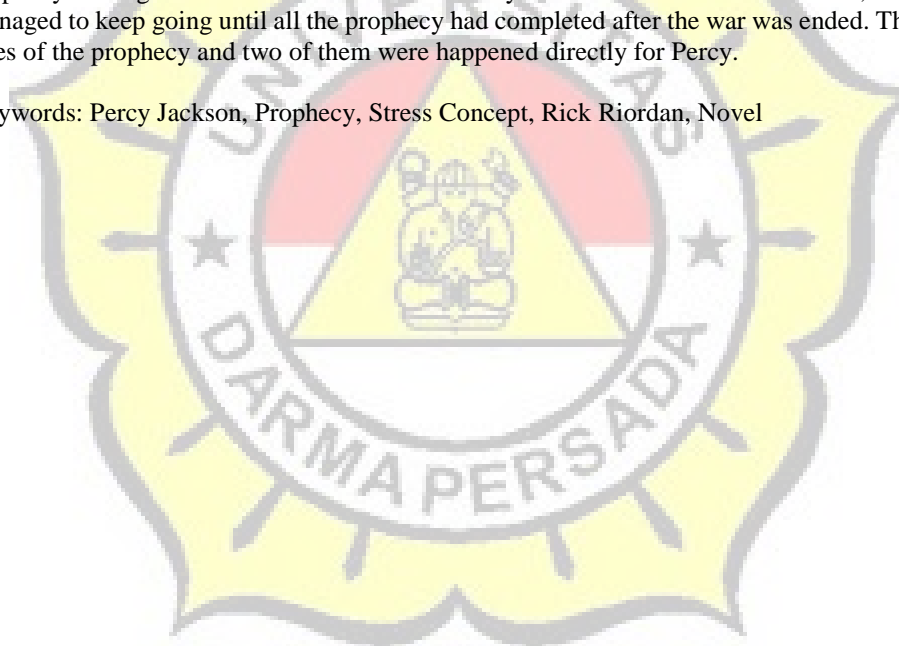 naged to keep going until all the prophecy had completed after the war was ended. Th
es of the prophecy and two of them were happened directly for Percy.
ywords: Percy Jackson, Prophecy, Stress Concept, Rick Riordan, Novel
UNIVERSITAS
DARMA PERSADA